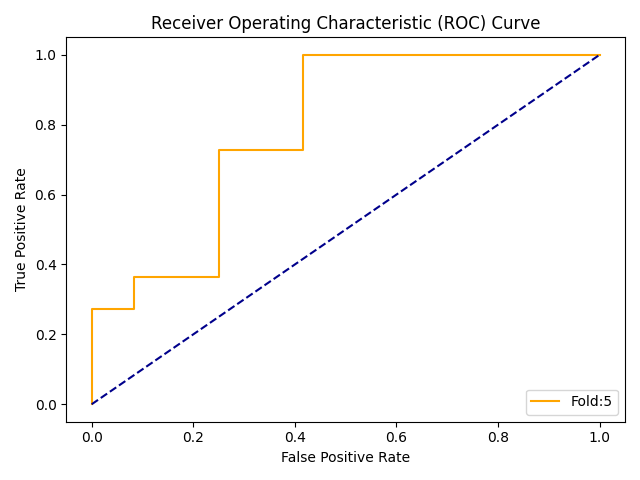 Receiver Operating Characteristic (ROC) Curve
1.0
0.8
0.6
0.4
0.2
0.0
True Positive Rate
0.0 0.2 0.4 0.6 0.8 1.0
False Positive Rate
Fold:5